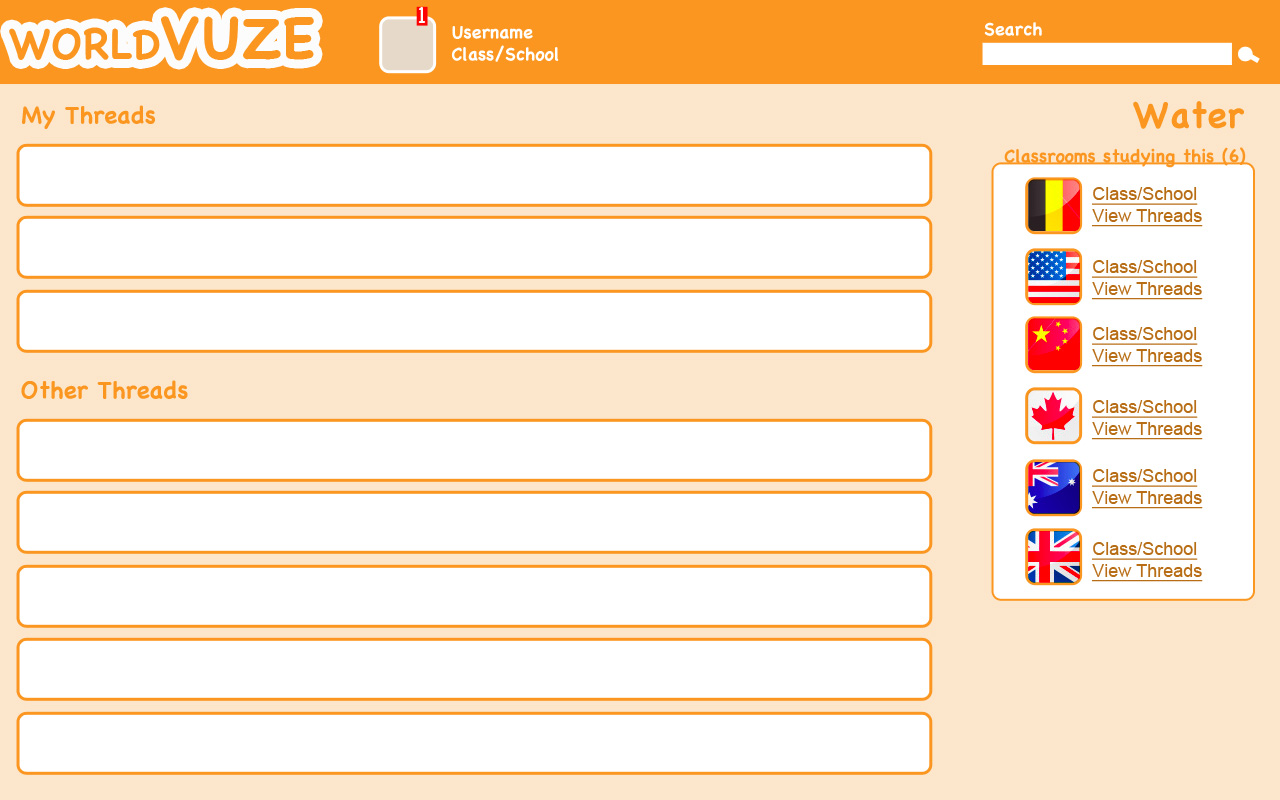 WORLDVUZE
1
Username
Class/School
Search
My Threads
Other Threads
Water
Classrooms studying this (6)
Class/School
View Threads
Class/School
View Threads
Class/School
View Threads
Class/School
View Threads
Class/School
View Threads
Class/School
View Threads